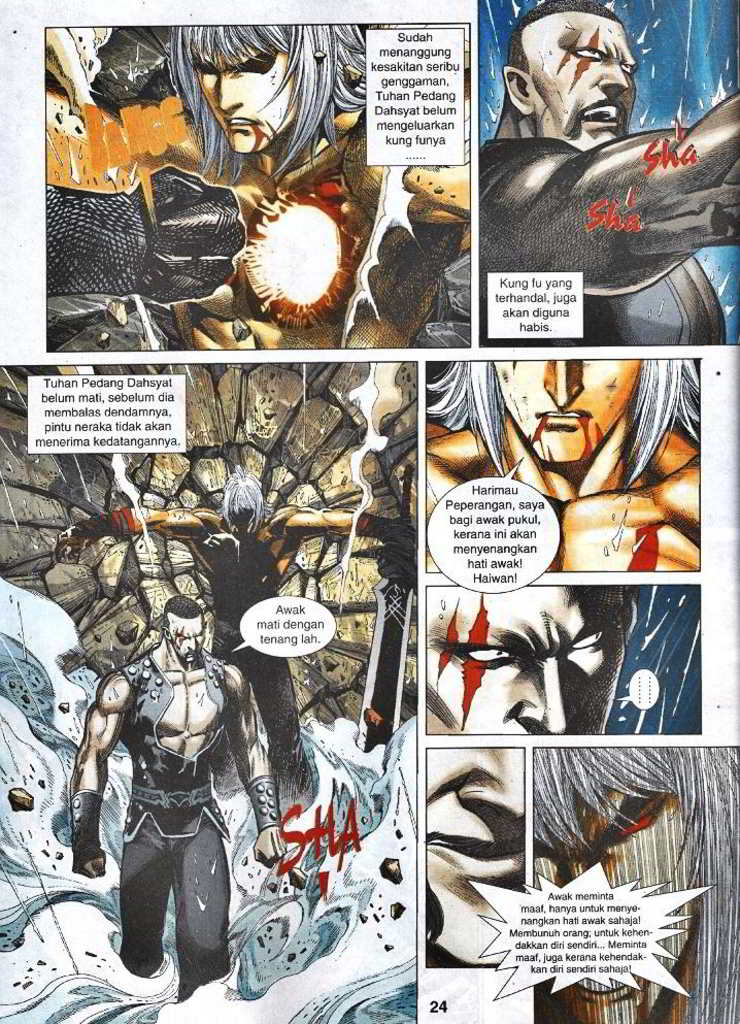 Sudah
menanggung
kesakitan seribu
genggaman,
Tuhan Pedang
Dahsyat belum
mengeluarkan
kung funya
......
Sha
Sha
Kung fu yang
terhandal, juga
akan diguna
habis.
Tuhan Pedang Dahsyat
belum mati, sebelum dia
membalas dendamnya,
pintu neraka tidak akan
menerima kedatangannya.
Harimau
Peperangan, saya
bagi awak pukul,
kerana ini akan
menyenangkan
hati awak!
Haiwan!
Awak
mati dengan
tenang lah.
SHA
Awak meminta
maaf, hanya untuk menye-
nangkan hati awak sahaja!
Membunuh orang; untuk kehen-
dakkan diri sendiri... Meminta
maaf, juga kerana kehendak-
kan diri sendiri sahaja!
24